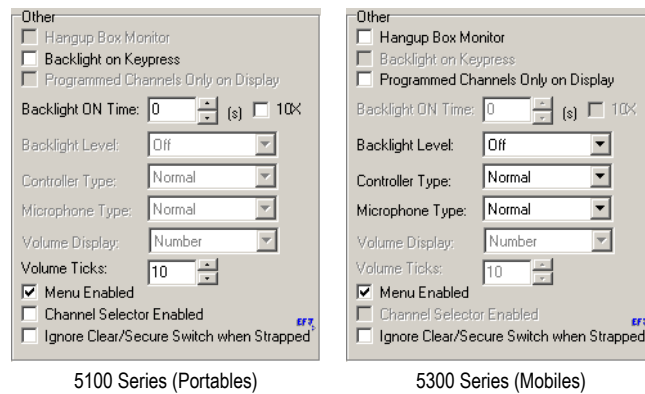 Other
Hangup Box Monitor
Backlight on Keypress
Programmed Channels Only on Display
Backlight ON Time: 0 (s) 10X
Backlight Level: Off
Controller Type: Normal
Microphone Type: Normal
Volume Display: Number
Volume Ticks: 10
Menu Enabled
Channel Selector Enabled
EFJ
Ignore Clear/Secure Switch when Strapped
5100 Series (Portables)
Other
Hangup Box Monitor
Backlight on Keypress
Programmed Channels Only on Display
Backlight ON Time: 0 (s) 10X
Backlight Level: Off
Controller Type: Normal
Microphone Type: Normal
Volume Display: Number
Volume Ticks: 10
Menu Enabled
Channel Selector Enabled
Ignore Clear/Secure Switch when Strapped
5300 Series (Mobiles)